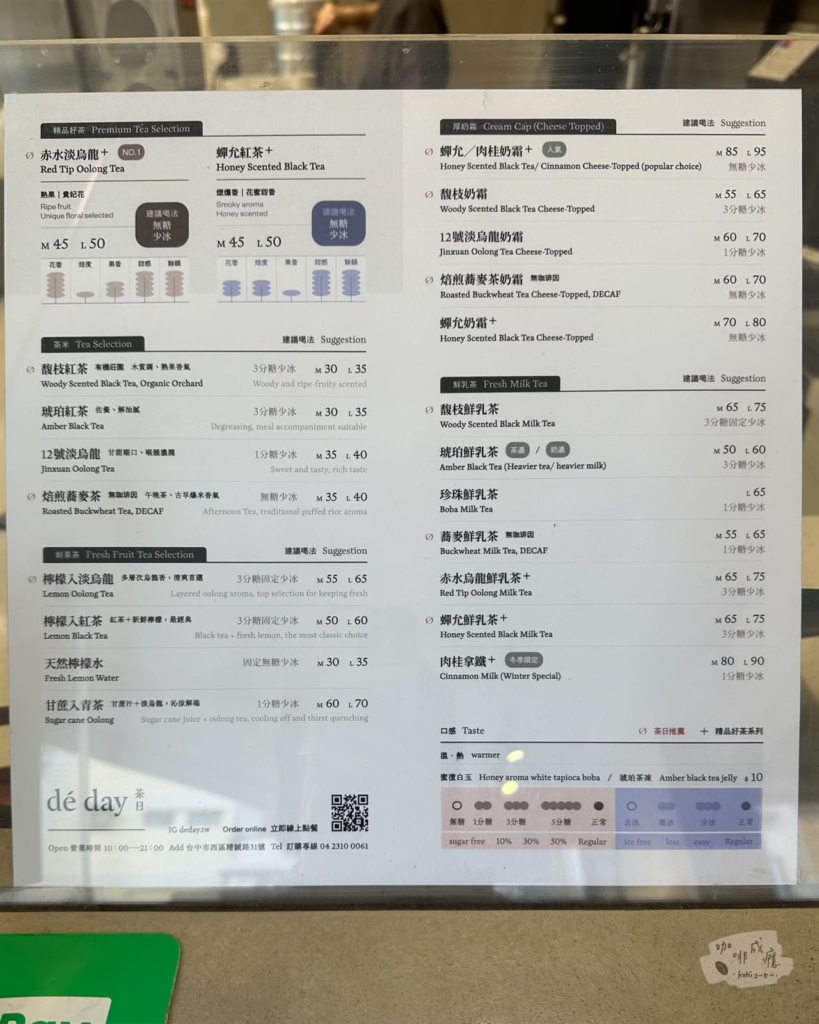 精品好茶 Premium Tea Selection
赤水淡烏龍+ NO.1
Red Tip Oolong Tea
熟果｜貴妃花
Ripe fruit
Unique floral selected
建議喝法
無糖
少冰
M 45 L 50
花香 焙度 果香 甜感 餘韻
蟬允紅茶+
Honey Scented Black Tea
煙燻香｜花蜜甜香
Smoky aroma
Honey scented
建議喝法
無糖
少冰
M 45 L 50
花香 焙度 果香 甜感 餘韻
茶米 Tea Selection 建議喝法 Suggestion
馥枝紅茶 有機莊園 木質調、熟果香氣 3分糖少冰 M 30 L 35
Woody Scented Black Tea, Organic Orchard Woody and ripe-fruity scented
琥珀紅茶 佐餐、解油膩 3分糖少冰 M 30 L 35
Amber Black Tea Degreasing, meal accompaniment suitable
12號淡烏龍 甘甜順口、喉韻濃潤 1分糖少冰 M 35 L 40
Jinxuan Oolong Tea Sweet and tasty, rich taste
焙煎蕎麥茶 無咖啡因 午晚茶、古早爆米香氣 無糖少冰 M 35 L 40
Roasted Buckwheat Tea, DECAF Afternoon Tea, traditional puffed rice aroma
鮮果茶 Fresh Fruit Tea Selection 建議喝法 Suggestion
檸檬入淡烏龍 多層次烏龍香，清爽首選 3分糖固定少冰 M 55 L 65
Lemon Oolong Tea Layered oolong aroma, top selection for keeping fresh
檸檬入紅茶 紅茶+新鮮檸檬，最經典 3分糖固定少冰 M 50 L 60
Lemon Black Tea Black tea + fresh lemon, the most classic choice
天然檸檬水 固定無糖少冰 M 30 L 35
Fresh Lemon Water
甘蔗入青茶 甘蔗汁+淡烏龍，沁涼解渴 1分糖少冰 M 60 L 70
Sugar cane Oolong Sugar cane juice + oolong tea, cooling off and thirst quenching
dé day 茶日
IG deday.tw Order online 立即線上點餐
Open 營業時間 10:00—21:00 Add 台中市西區精誠路31號 Tel 訂購專線 04 2310 0061
厚奶霜 Cream Cap (Cheese Topped) 建議喝法 Suggestion
蟬允／肉桂奶霜+ 人氣 M 85 L 95
Honey Scented Black Tea/ Cinnamon Cheese-Topped (popular choice) 無糖少冰
馥枝奶霜 M 55 L 65
Woody Scented Black Tea Cheese-Topped 3分糖少冰
12號淡烏龍奶霜 M 60 L 70
Jinxuan Oolong Tea Cheese-Topped 1分糖少冰
焙煎蕎麥茶奶霜 無咖啡因 M 60 L 70
Roasted Buckwheat Tea Cheese-Topped, DECAF 無糖少冰
蟬允奶霜+ M 70 L 80
Honey Scented Black Tea Cheese-Topped 無糖少冰
鮮乳茶 Fresh Milk Tea 建議喝法 Suggestion
馥枝鮮乳茶 M 65 L 75
Woody Scented Black Milk Tea 3分糖固定少冰
琥珀鮮乳茶 茶濃 / 奶濃 M 50 L 60
Amber Black Tea (Heavier tea/ heavier milk) 3分糖少冰
珍珠鮮乳茶 L 65
Boba Milk Tea 1分糖少冰
蕎麥鮮乳茶 無咖啡因 M 55 L 65
Buckwheat Milk Tea, DECAF 1分糖少冰
赤水烏龍鮮乳茶+ M 65 L 75
Red Tip Oolong Milk Tea 3分糖少冰
蟬允鮮乳茶+ M 65 L 75
Honey Scented Black Milk Tea 3分糖少冰
肉桂拿鐵+ 冬季限定 M 80 L 90
Cinnamon Milk (Winter Special) 1分糖少冰
口感 Taste 茶日推薦 + 精品好茶系列
溫・熱 warmer
蜜漬白玉 Honey aroma white tapioca boba / 琥珀茶凍 Amber black tea jelly $ 10
無糖 1分糖 3分糖 5分糖 正常 去冰 微冰 少冰 正常
sugar free 10% 30% 50% Regular ice free less easy Regular
咖啡成癮
kohi
Pay